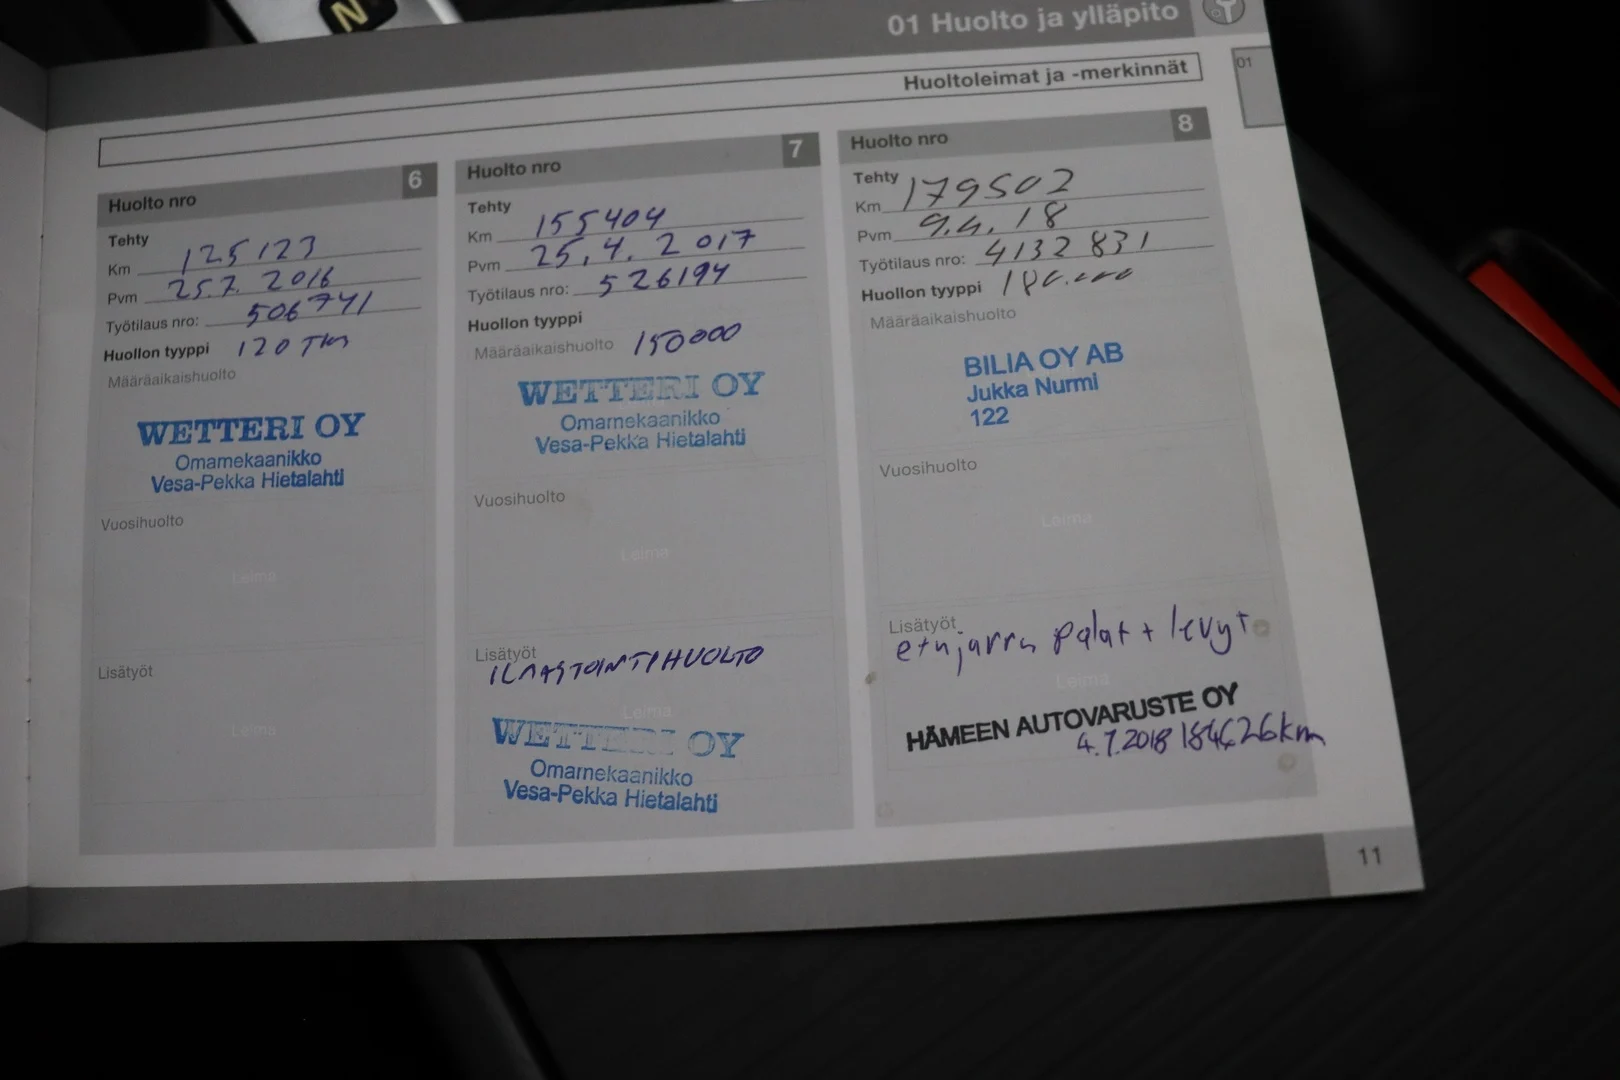 N
01 Huolto ja ylläpito
Huoltoleimat ja -merkinnät
01
Huolto nro 6
Tehty
Km 125123
Pvm 25.7. 2016
Työtilaus nro: 506741
Huollon tyyppi 120 TKM
Määräaikaishuolto
WETTERI OY
Omamekaanikko
Vesa-Pekka Hietalahti
Vuosihuolto
Leima
Lisätyöt
Leima
Huolto nro 7
Tehty
Km 155404
Pvm 25.4.2017
Työtilaus nro: 526194
Huollon tyyppi
Määräaikaishuolto 150000
WETTERI OY
Omamekaanikko
Vesa-Pekka Hietalahti
Vuosihuolto
Leima
Lisätyöt
ILMASTOINTIHUOLTO
Leima
WETTERI OY
Omamekaanikko
Vesa-Pekka Hietalahti
Huolto nro 8
Tehty
Km 179502
Pvm 9.4.18
Työtilaus nro: 4132831
Huollon tyyppi 180.000
Määräaikaishuolto
BILIA OY AB
Jukka Nurmi
122
Vuosihuolto
Leima
Lisätyöt
etujarru palat + levyt
Leima
HÄMEEN AUTOVARUSTE OY
4.7.2018 184626km
11